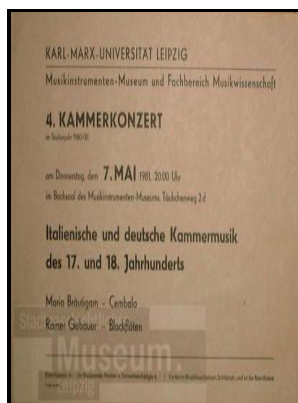 KARL-MARX-UNIVERSITÄT LEIPZIG
Musikinstrumenten-Museum und Fachbereich Musikwissenschaft
4. KAMMERKONZERT
im Studienjahr 1980/81
am Donnerstag, dem 7. MAI 1981, 20.00 Uhr
im Bachsaal des Musikinstrumenten-Museums, Täubchenweg 2d
Italienische und deutsche Kammermusik
des 17. und 18. Jahrhunderts
Maria Bräutigam - Cembalo
Rainer Gebauer - Blockflöten
Museum
Leipzig